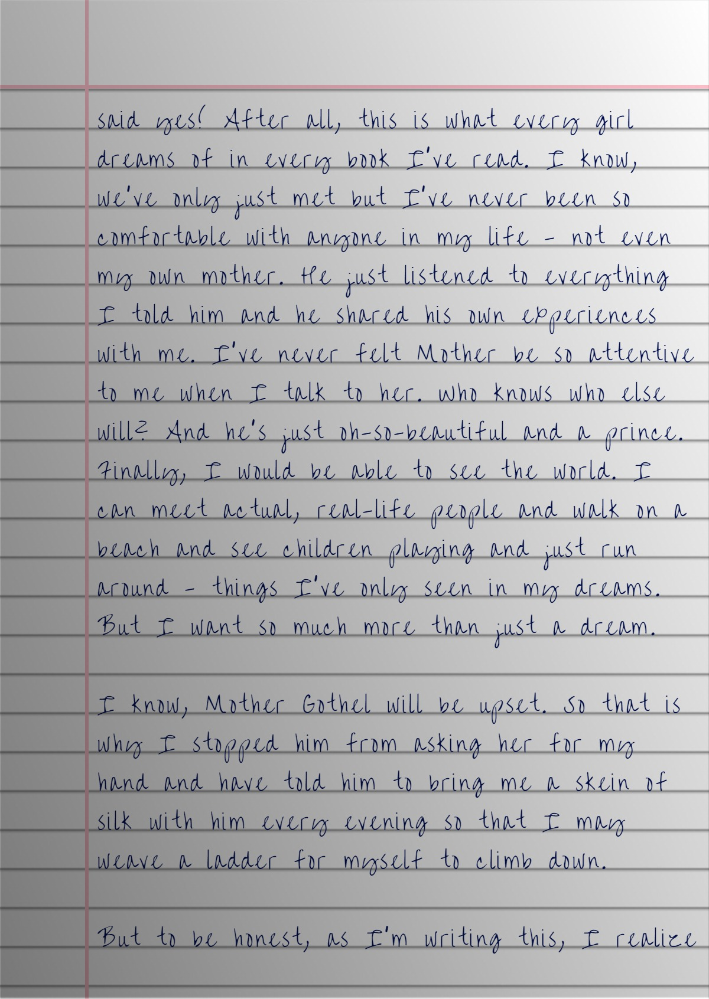 said yes! After all, this is what every girl
dreams of in every book I've read. I know,
we've only just met but I've never been so
comfortable with anyone in my life - not even
my own mother. He just listened to everything
I told him and he shared his own experiences
with me. I've never felt Mother be so attentive
to me when I talk to her. Who knows who else
will? And he's just oh-so-beautiful and a prince.
Finally, I would be able to see the world. I
can meet actual, real-life people and walk on a
beach and see children playing and just run
around - things I've only seen in my dreams.
But I want so much more than just a dream.
I know, Mother Gothel will be upset. So that is
why I stopped him from asking her for my
hand and have told him to bring me a skein of
silk with him every evening so that I may
weave a ladder for myself to climb down.
But to be honest, as I'm writing this, I realize